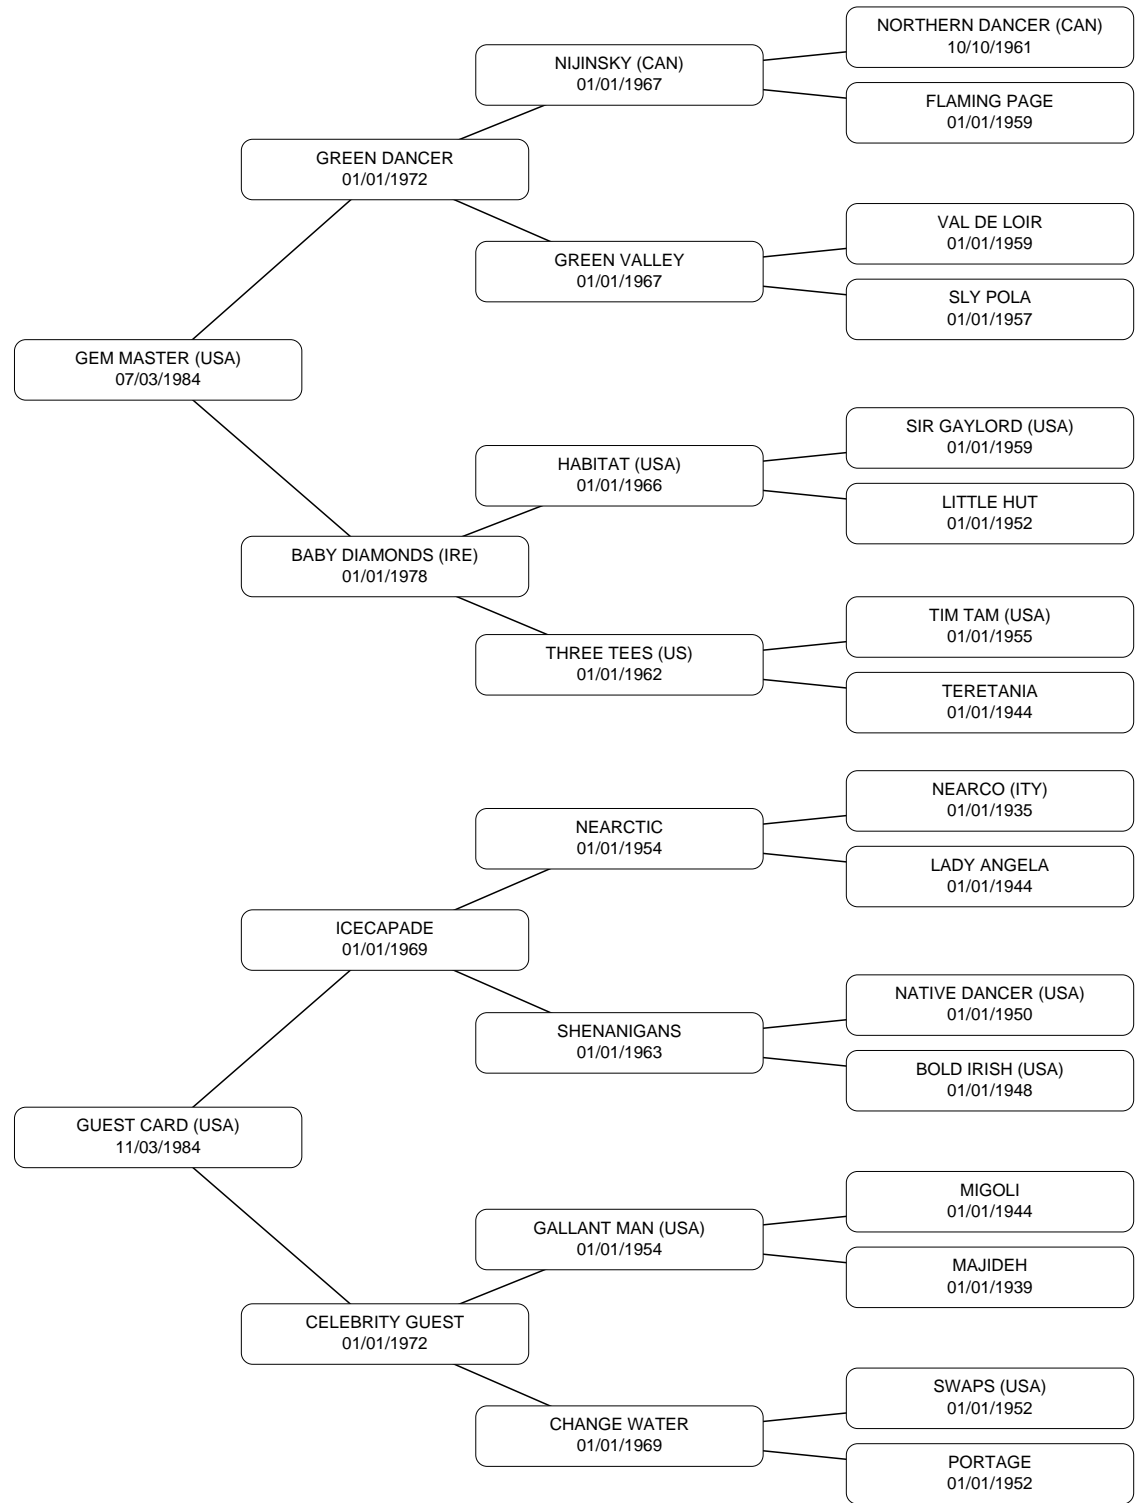 NORTHERN DANCER (CAN)
10/10/1961
NIJINSKY (CAN)
01/01/1967
FLAMING PAGE
01/01/1959
GREEN DANCER
01/01/1972
VAL DE LOIR
01/01/1959
GREEN VALLEY
01/01/1967
SLY POLA
01/01/1957
GEM MASTER (USA)
07/03/1984
SIR GAYLORD (USA)
01/01/1959
HABITAT (USA)
01/01/1966
LITTLE HUT
01/01/1952
BABY DIAMONDS (IRE)
01/01/1978
TIM TAM (USA)
01/01/1955
THREE TEES (US)
01/01/1962
TERETANIA
01/01/1944
NEARCO (ITY)
01/01/1935
NEARCTIC
01/01/1954
LADY ANGELA
01/01/1944
ICECAPADE
01/01/1969
NATIVE DANCER (USA)
01/01/1950
SHENANIGANS
01/01/1963
BOLD IRISH (USA)
01/01/1948
GUEST CARD (USA)
11/03/1984
MIGOLI
01/01/1944
GALLANT MAN (USA)
01/01/1954
MAJIDEH
01/01/1939
CELEBRITY GUEST
01/01/1972
SWAPS (USA)
01/01/1952
CHANGE WATER
01/01/1969
PORTAGE
01/01/1952